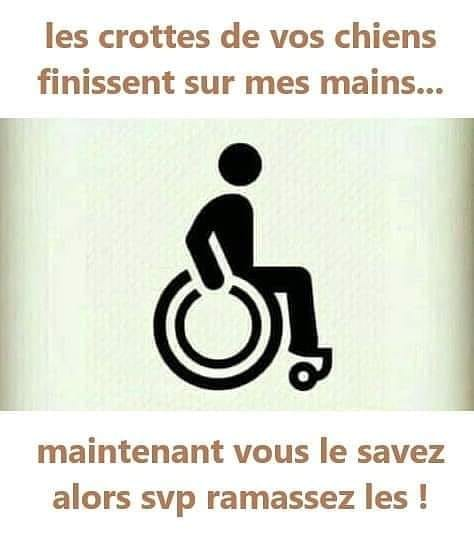 les crottes de vos chiens
finissent sur mes mains...
maintenant vous le savez
alors svp ramassez les !